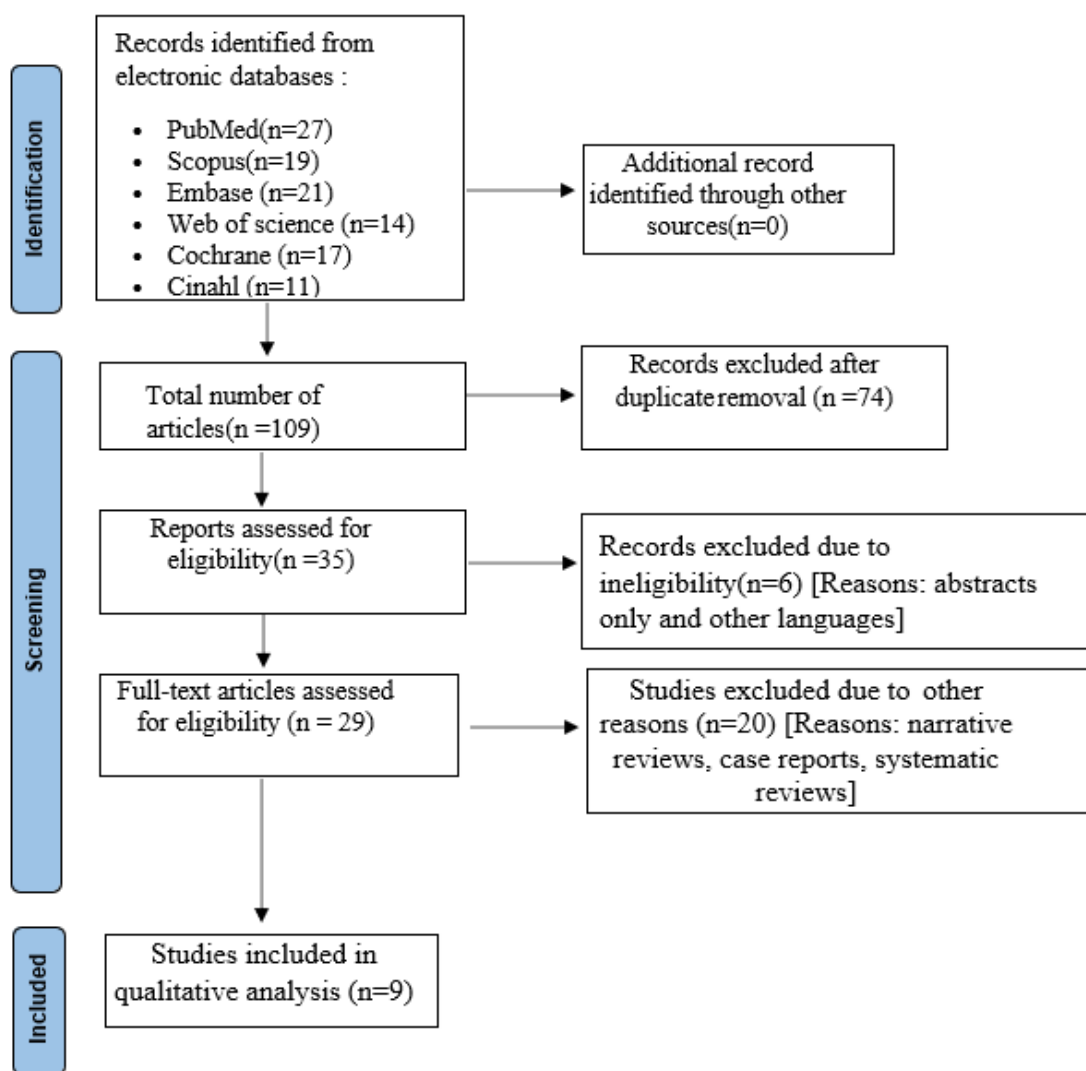 Identification
Records identified from
electronic databases :
• PubMed(n=27)
• Scopus(n=19)
• Embase (n=21)
• Web of science (n=14)
• Cochrane (n=17)
• Cinahl (n=11)
Additional record
identified through other
sources(n=0)
Screening
Total number of
articles(n =109)
Records excluded after
duplicate removal (n =74)
Reports assessed for
eligibility(n =35)
Records excluded due to
ineligibility(n=6) [Reasons: abstracts
only and other languages]
Full-text articles assessed
for eligibility (n = 29)
Studies excluded due to other
reasons (n=20) [Reasons: narrative
reviews, case reports, systematic
reviews]
Included
Studies included in
qualitative analysis (n=9)